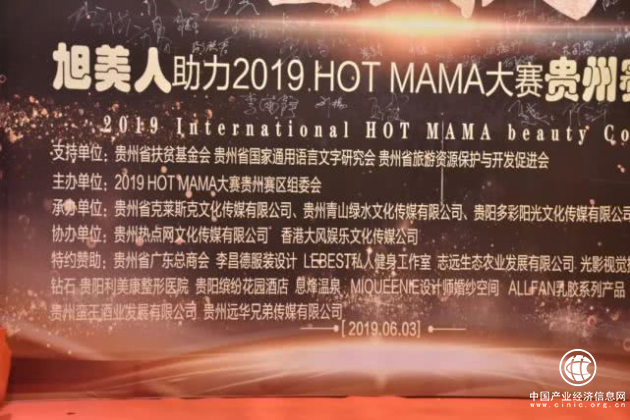 旭美人助力2019 HOT MAMA大赛贵州赛
2019 International HOT MAMA beauty Co
支持单位：贵州省扶贫基金会 贵州省国家通用语言文字研究会 贵州省旅游资源保护与开发促进会
主办单位：2019 HOT MAMA大赛贵州赛区组委会
承办单位：贵州省克莱斯克文化传媒有限公司、贵州青山绿水文化传媒有限公司、贵阳多彩阳光文化传媒有限
协办单位：贵州热点网文化传媒有限公司 香港大风娱乐文化传媒公司
特约赞助：贵州省广东总商会 李昌德服装设计 LEBEST私人健身工作室 志远生态农业发展有限公司 光影视觉摄
钻石 贵阳利美康整形医院 贵阳缤纷花园酒店 息烽温泉 MIQUEENIE设计师婚纱空间 ALLFAN乳胶系列产品
贵州堡王酒业发展有限公司 贵州远华兄弟传媒有限公司
[ 2019.06.03 ]
中国产业经济信息网
www.cinic.org.cn